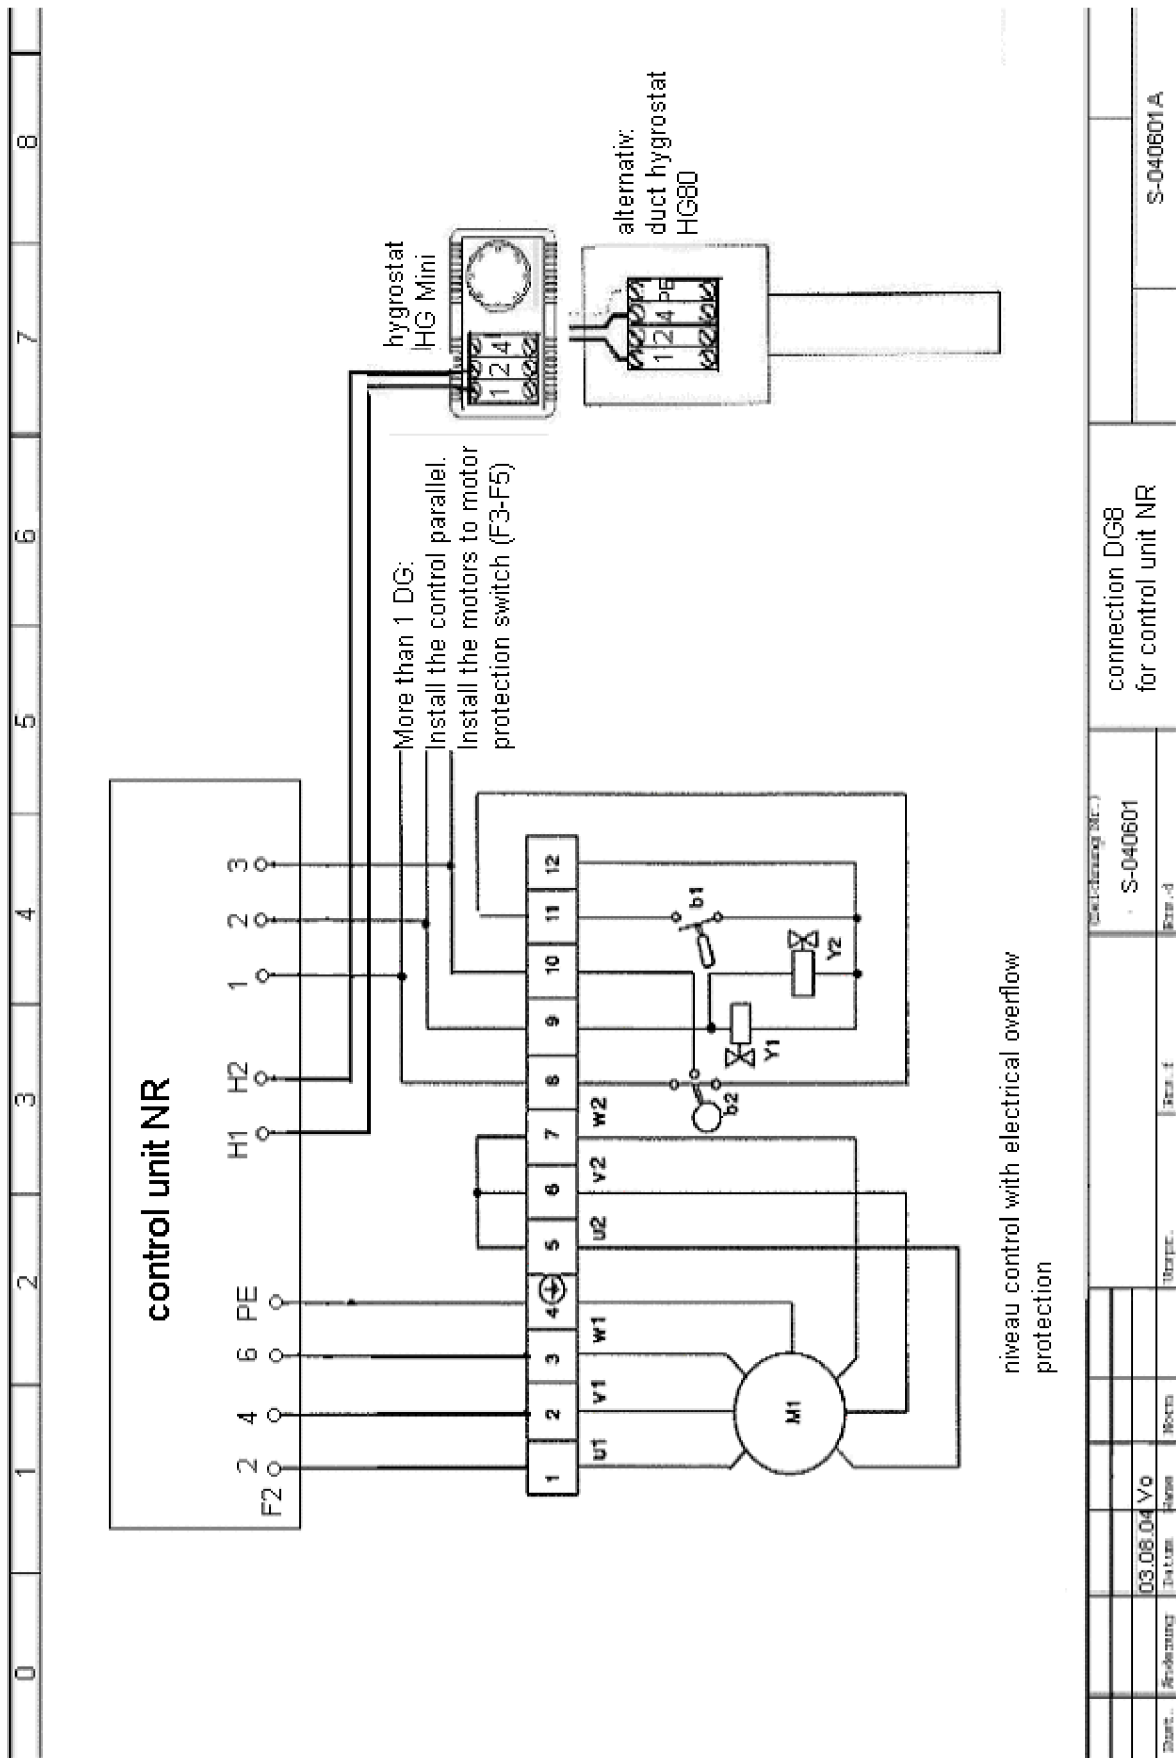 0 1 2 3 4 5 6 7 8
control unit NR
F2 2 4 6 PE H1 H2 1 2 3
hygrostat
HG Mini
1 2 4
alternativ:
duct hygrostat
HG80
1 2 4 PE
More than 1 DG:
Install the control parallel.
Install the motors to motor
protection switch (F3-F5)
1 2 3 4 5 6 7 8 9 10 11 12
U1 V1 W1 U2 V2 W2
M1
b2
Y1
Y2
b1
niveau control with electrical overflow
protection
connection DG8
for control unit NR
S-040601
S-040601 A
03.08.04 Vo
Datum Name Norm